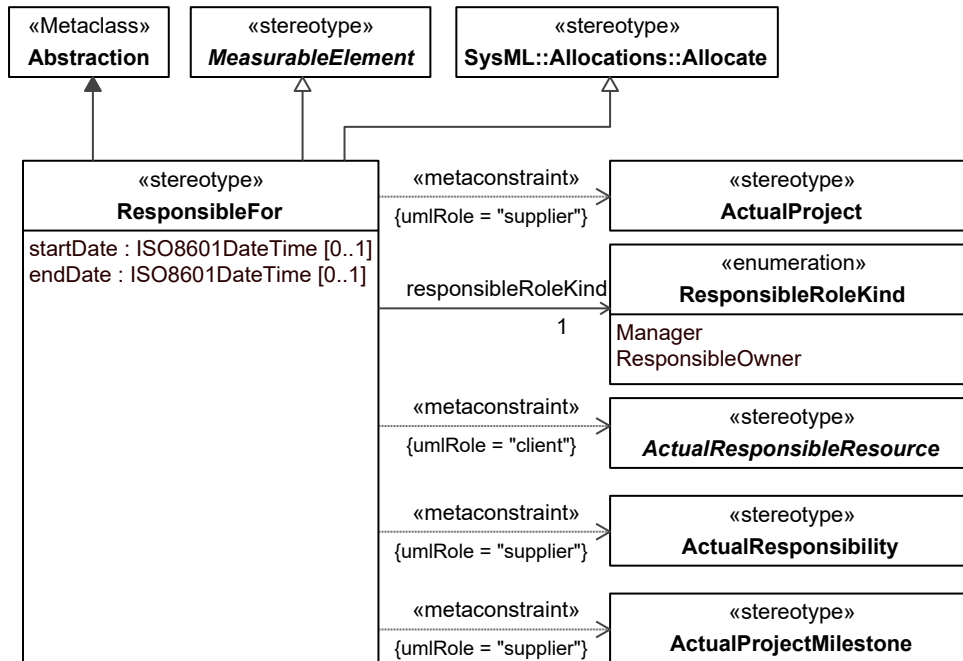 «Metaclass»
Abstraction
«stereotype»
MeasurableElement
«stereotype»
SysML::Allocations::Allocate
«stereotype»
ResponsibleFor
startDate : ISO8601DateTime [0..1]
endDate : ISO8601DateTime [0..1]
«metaconstraint»
{umlRole = "supplier"}
«stereotype»
ActualProject
responsibleRoleKind
1
«enumeration»
ResponsibleRoleKind
Manager
ResponsibleOwner
«metaconstraint»
{umlRole = "client"}
«stereotype»
ActualResponsibleResource
«metaconstraint»
{umlRole = "supplier"}
«stereotype»
ActualResponsibility
«metaconstraint»
{umlRole = "supplier"}
«stereotype»
ActualProjectMilestone